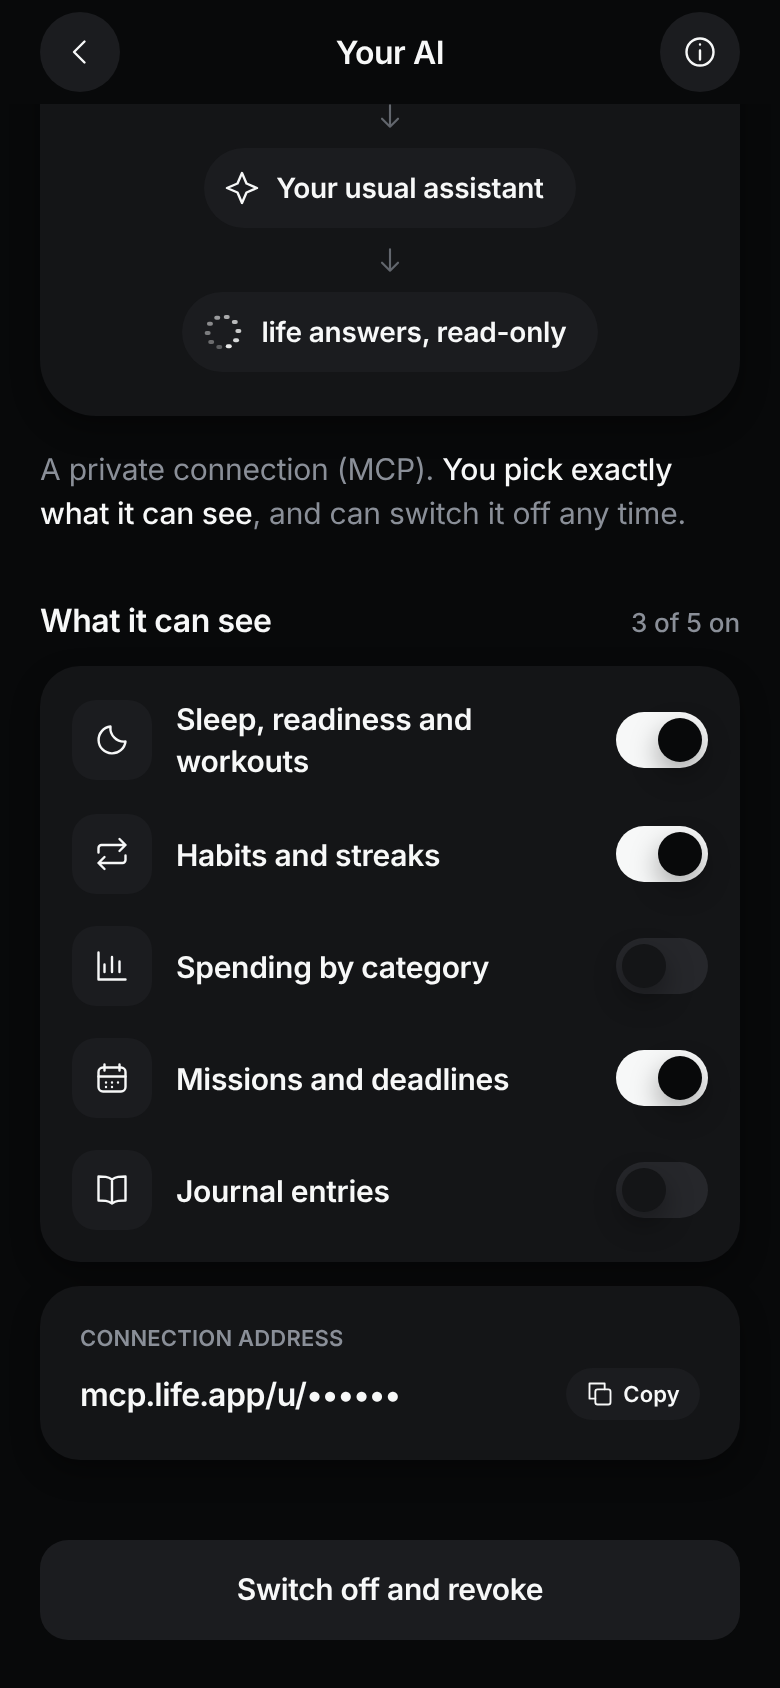 Your AI
Your usual assistant
life answers, read-only
A private connection (MCP). You pick exactly
what it can see, and can switch it off any time.
What it can see
3 of 5 on
Sleep, readiness and
workouts
Habits and streaks
Spending by category
Missions and deadlines
Journal entries
CONNECTION ADDRESS
mcp.life.app/u/••••••
Copy
Switch off and revoke